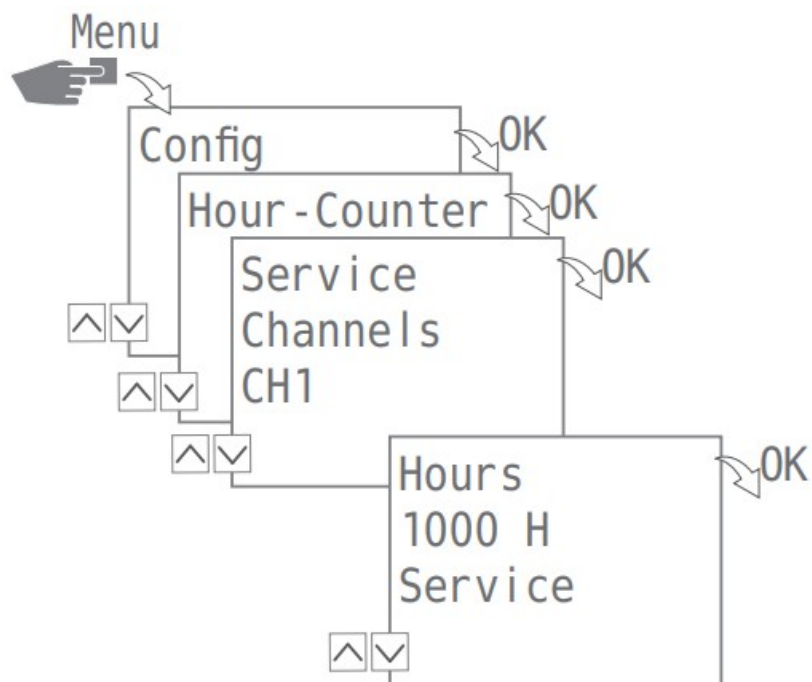 Menu
Config
OK
Hour-Counter
OK
Service
OK
Channels
CH1
Hours
OK
1000 H
Service